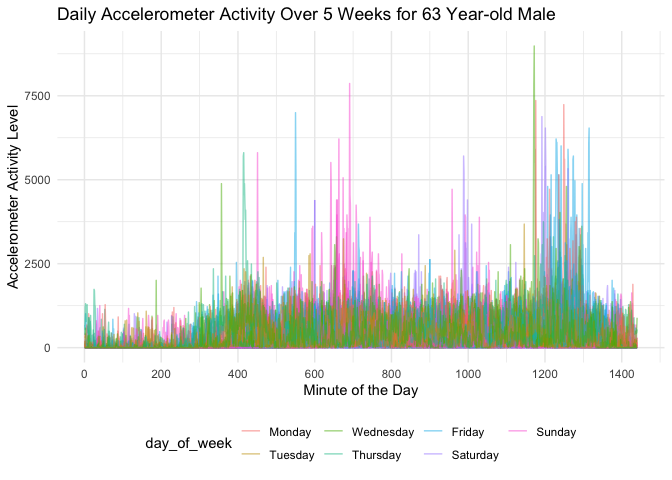 Daily Accelerometer Activity Over 5 Weeks for 63 Year-old Male
Accelerometer Activity Level
7500
5000
2500
0
0 200 400 600 800 1000 1200 1400
Minute of the Day
day_of_week
Monday Wednesday Friday Sunday
Tuesday Thursday Saturday